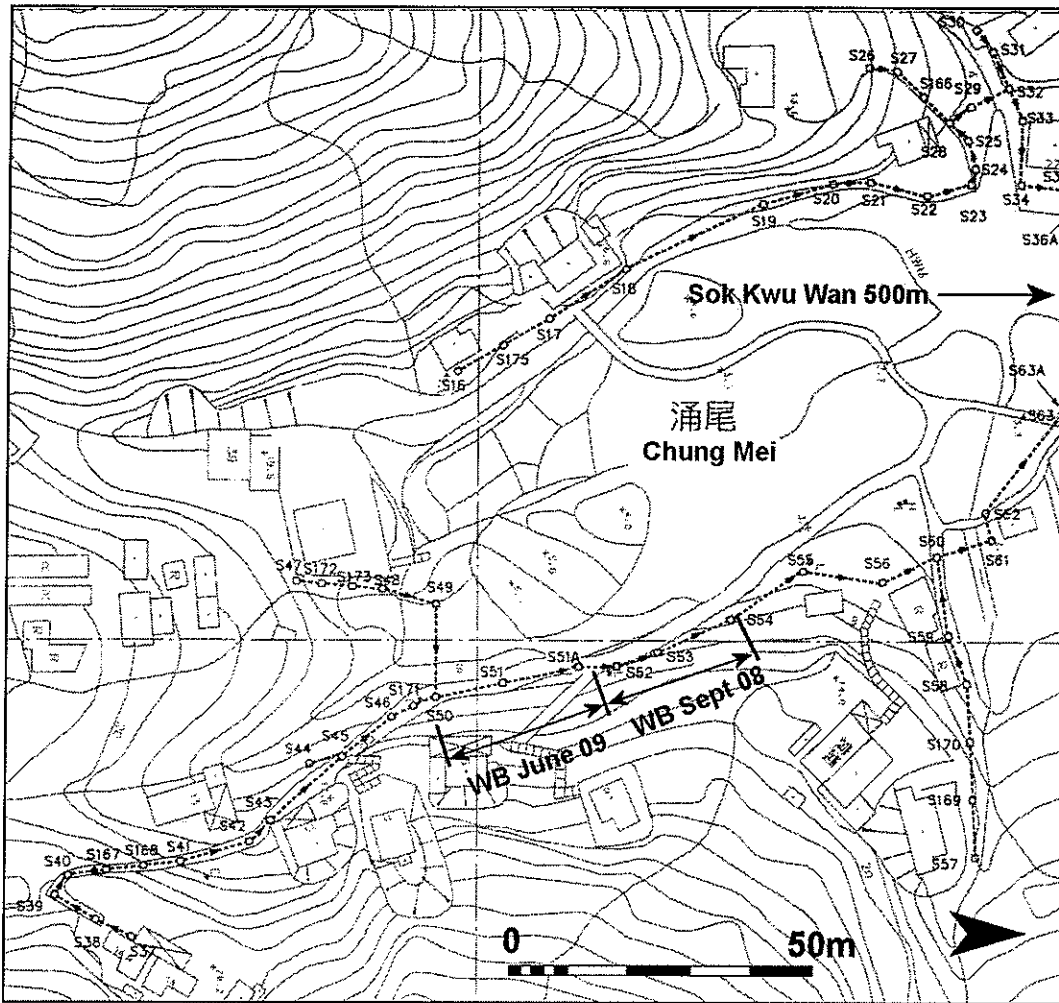 S30
S31
S26
S27
S166
S29
S32
S33
S25
S28
S24
S34
S20
S21
S22
S23
S19
S36A
S18
Sok Kwu Wan 500m
S17
S175
S16
S63A
S63
涌尾
Chung Mei
S62
S47
S172
S173
S48
S49
S55
S56
S60
S61
S54
S59
S51A
S53
S52
S51
S171
S46
S50
S58
WB June 09
WB Sept 08
S45
S44
S170
S43
S169
S42
S41
S168
S167
S40
S57
S39
S38
0
50m